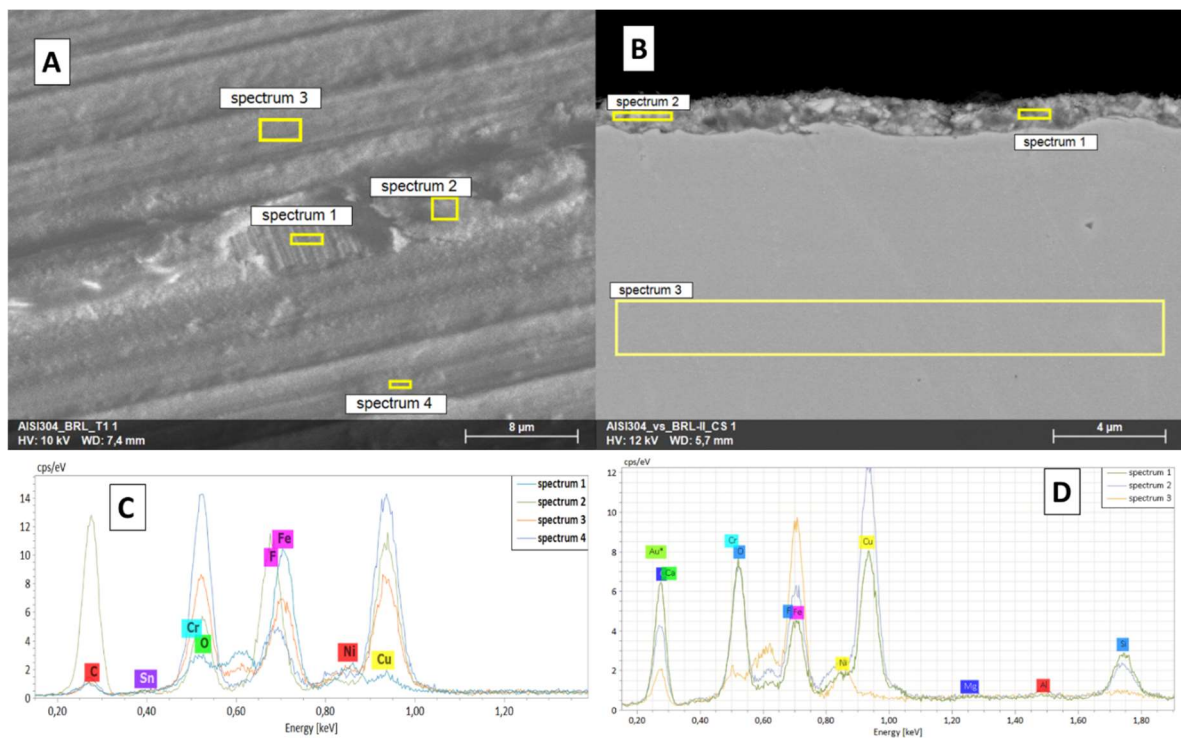 A
spectrum 3
spectrum 2
spectrum 1
spectrum 4
AISI304_BRL_T1 1
HV: 10 kV WD: 7,4 mm
8 µm
B
spectrum 2
spectrum 1
spectrum 3
AISI304_vs_BRL-II_CS 1
HV: 12 kV WD: 5,7 mm
4 µm
cps/eV
C
spectrum 1
spectrum 2
spectrum 3
spectrum 4
14
12
10
8
6
4
2
0
Fe
F
Cr
O
Ni
Cu
C
Sn
0,20 0,40 0,60 0,80 1,00 1,20
Energy [keV]
cps/eV
D
spectrum 1
spectrum 2
spectrum 3
12
10
8
6
4
2
0
Cr
O
Cu
Au*
Ca
Fe
Ni
Si
Mg
Al
0,20 0,40 0,60 0,80 1,00 1,20 1,40 1,60 1,80
Energy [keV]